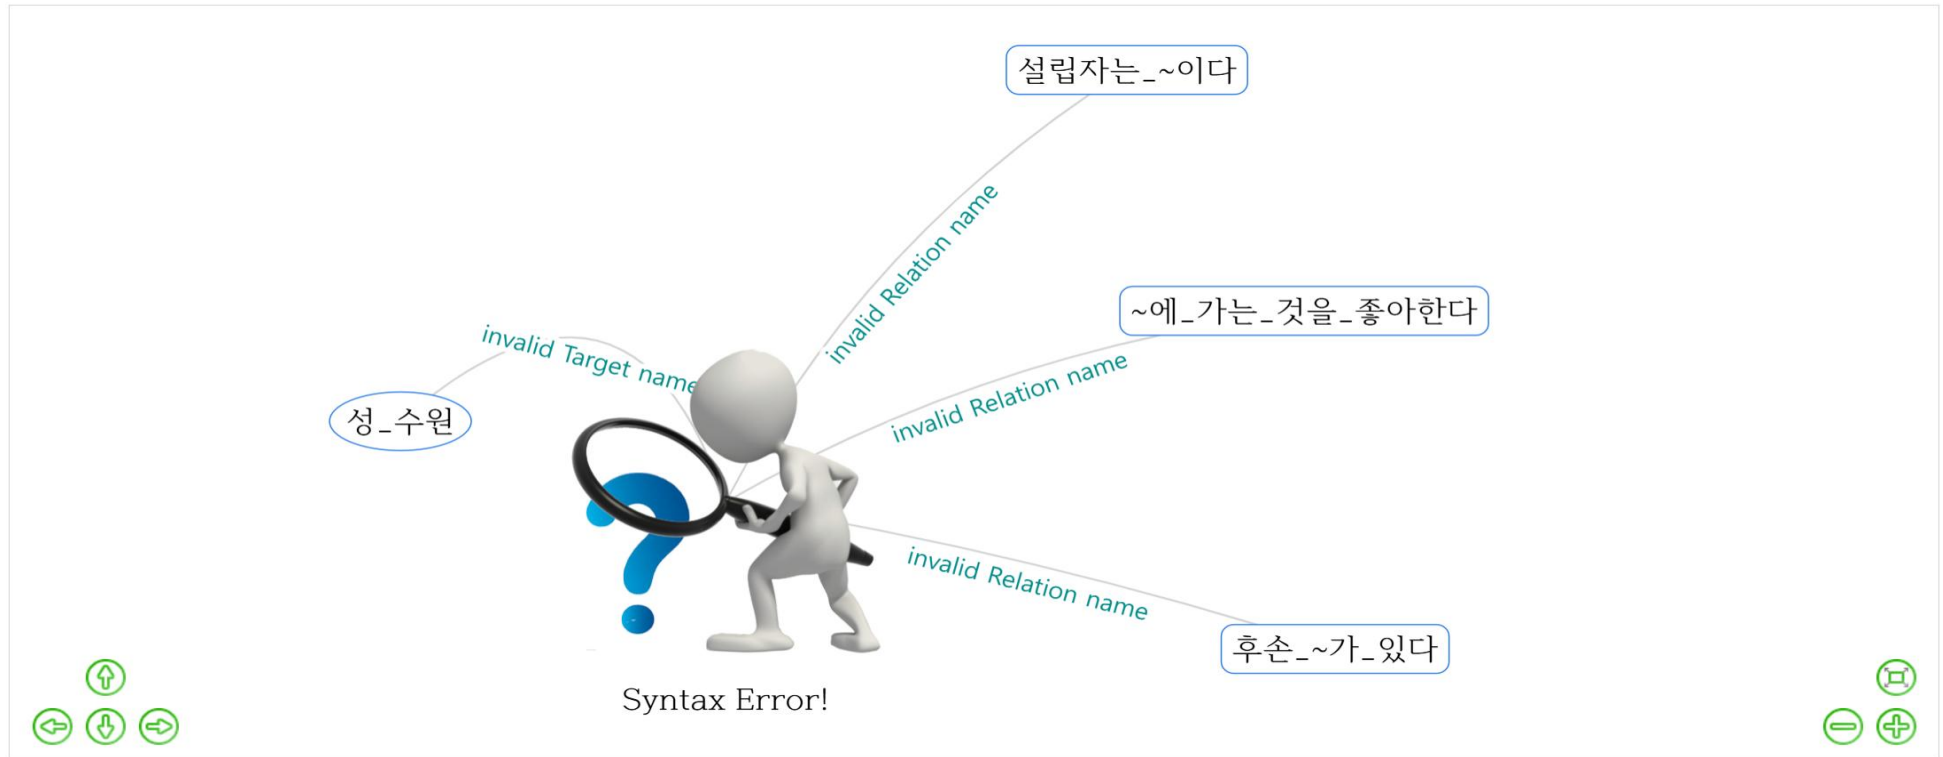 설립자는_~이다
invalid Relation name
~에_가는_것을_좋아한다
invalid Target name
invalid Relation name
성_수원
invalid Relation name
후손_~가_있다
Syntax Error!